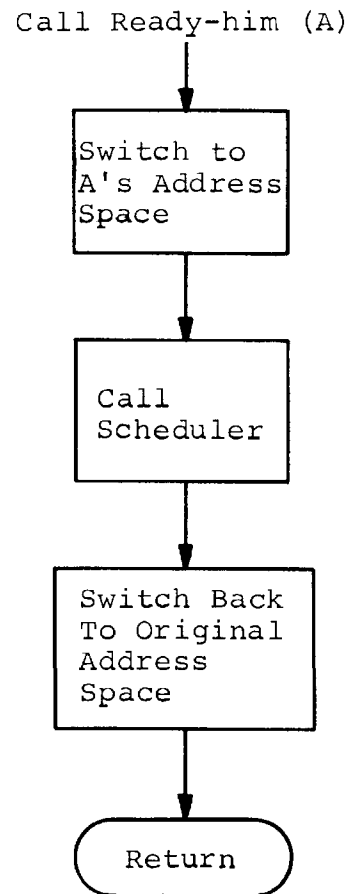 Call Ready-him (A)
Switch to
A's Address
Space
Call
Scheduler
Switch Back
To Original
Address
Space
Return